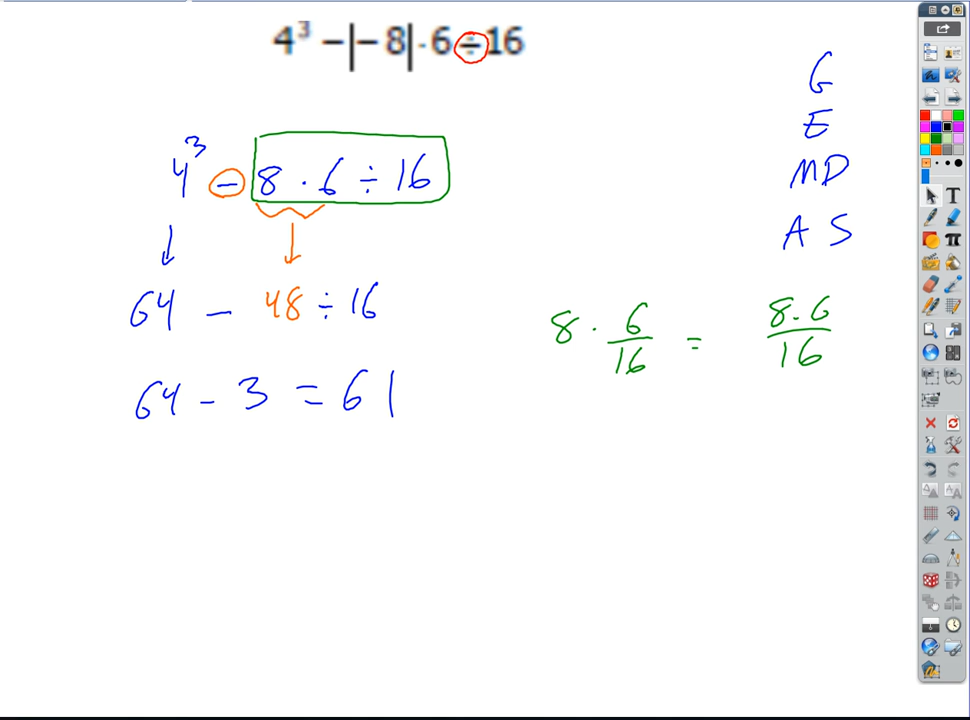 4³ −|− 8| · 6 ÷ 16
G
E
MD
A S
4³ − 8 · 6 ÷ 16
64 − 48 ÷ 16
8 · 6/16 = 8·6/16
64 − 3 = 61